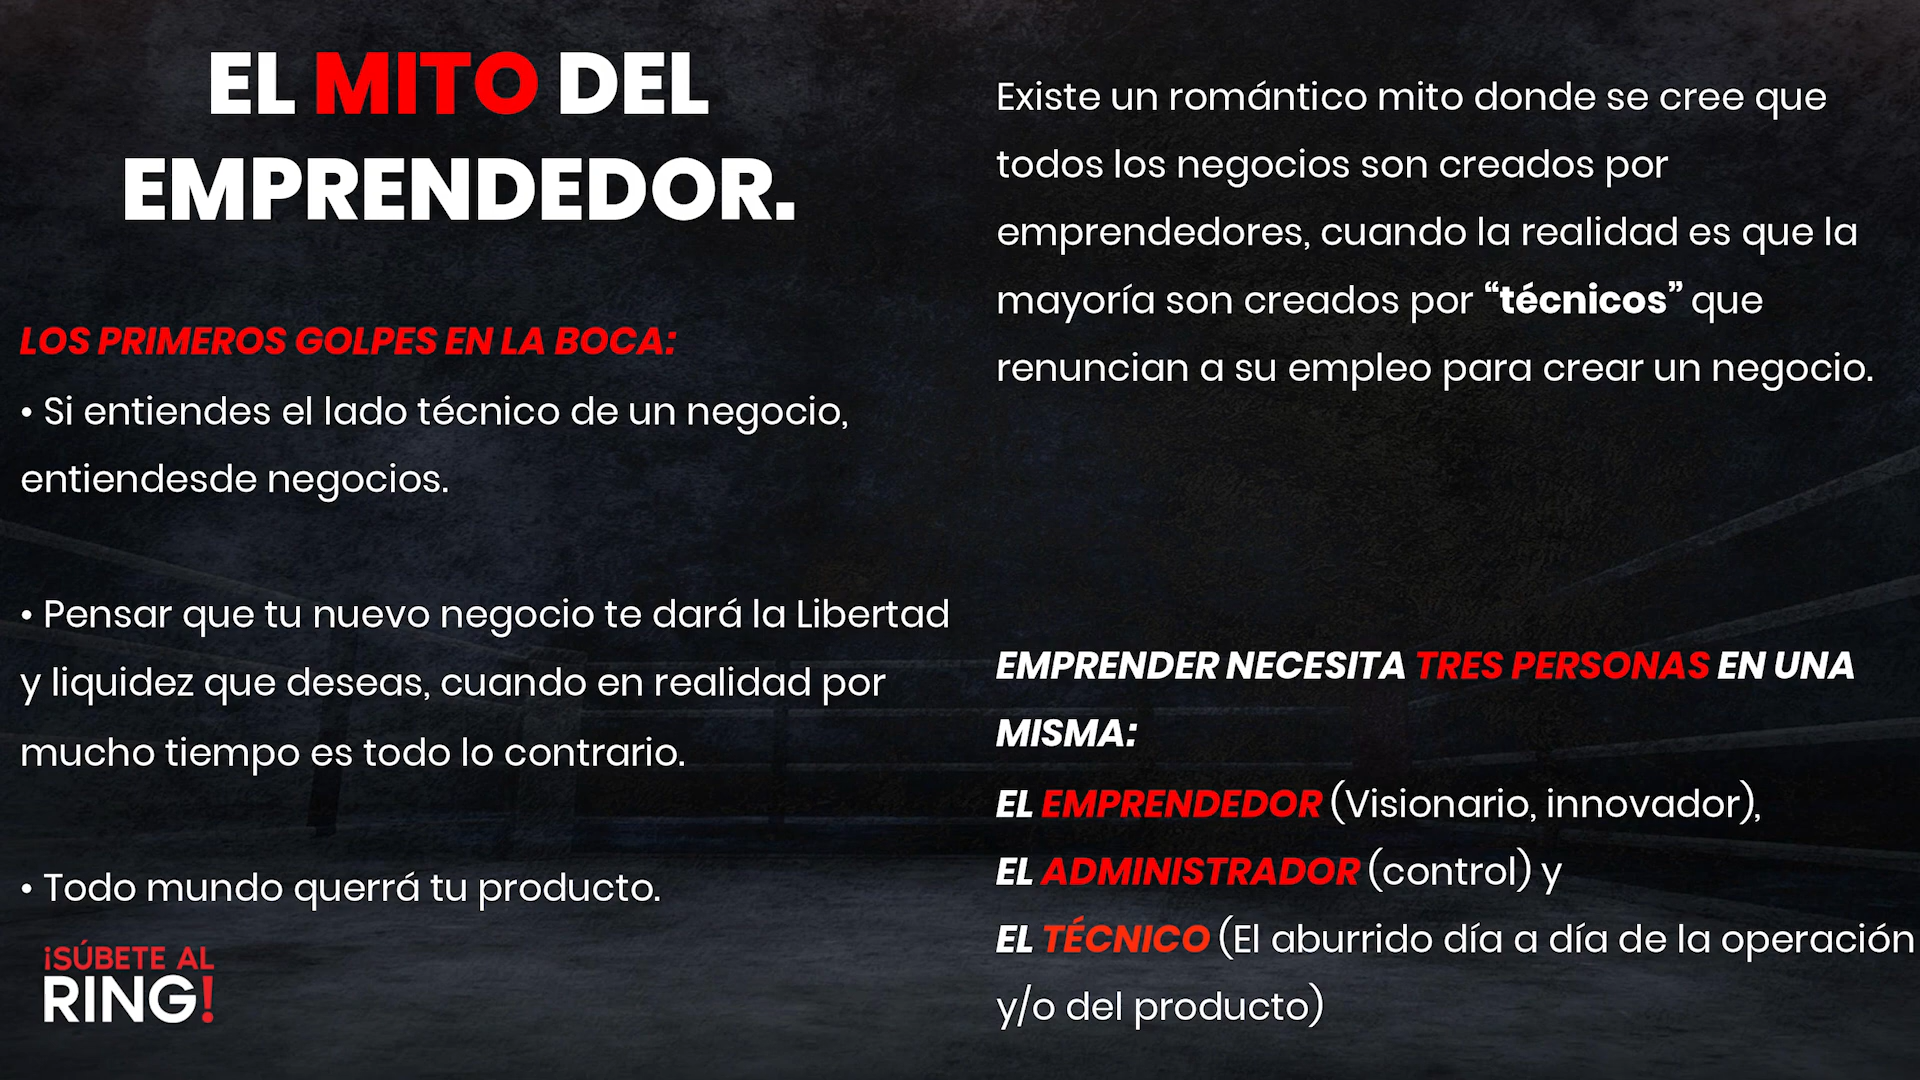 EL MITO DEL
EMPRENDEDOR.
LOS PRIMEROS GOLPES EN LA BOCA:
• Si entiendes el lado técnico de un negocio,
entiendesde negocios.
• Pensar que tu nuevo negocio te dará la Libertad
y liquidez que deseas, cuando en realidad por
mucho tiempo es todo lo contrario.
• Todo mundo querrá tu producto.
¡SÚBETE AL
RING!
Existe un romántico mito donde se cree que
todos los negocios son creados por
emprendedores, cuando la realidad es que la
mayoría son creados por “técnicos” que
renuncian a su empleo para crear un negocio.
EMPRENDER NECESITA TRES PERSONAS EN UNA
MISMA:
EL EMPRENDEDOR (Visionario, innovador),
EL ADMINISTRADOR (control) y
EL TÉCNICO (El aburrido día a día de la operación
y/o del producto)